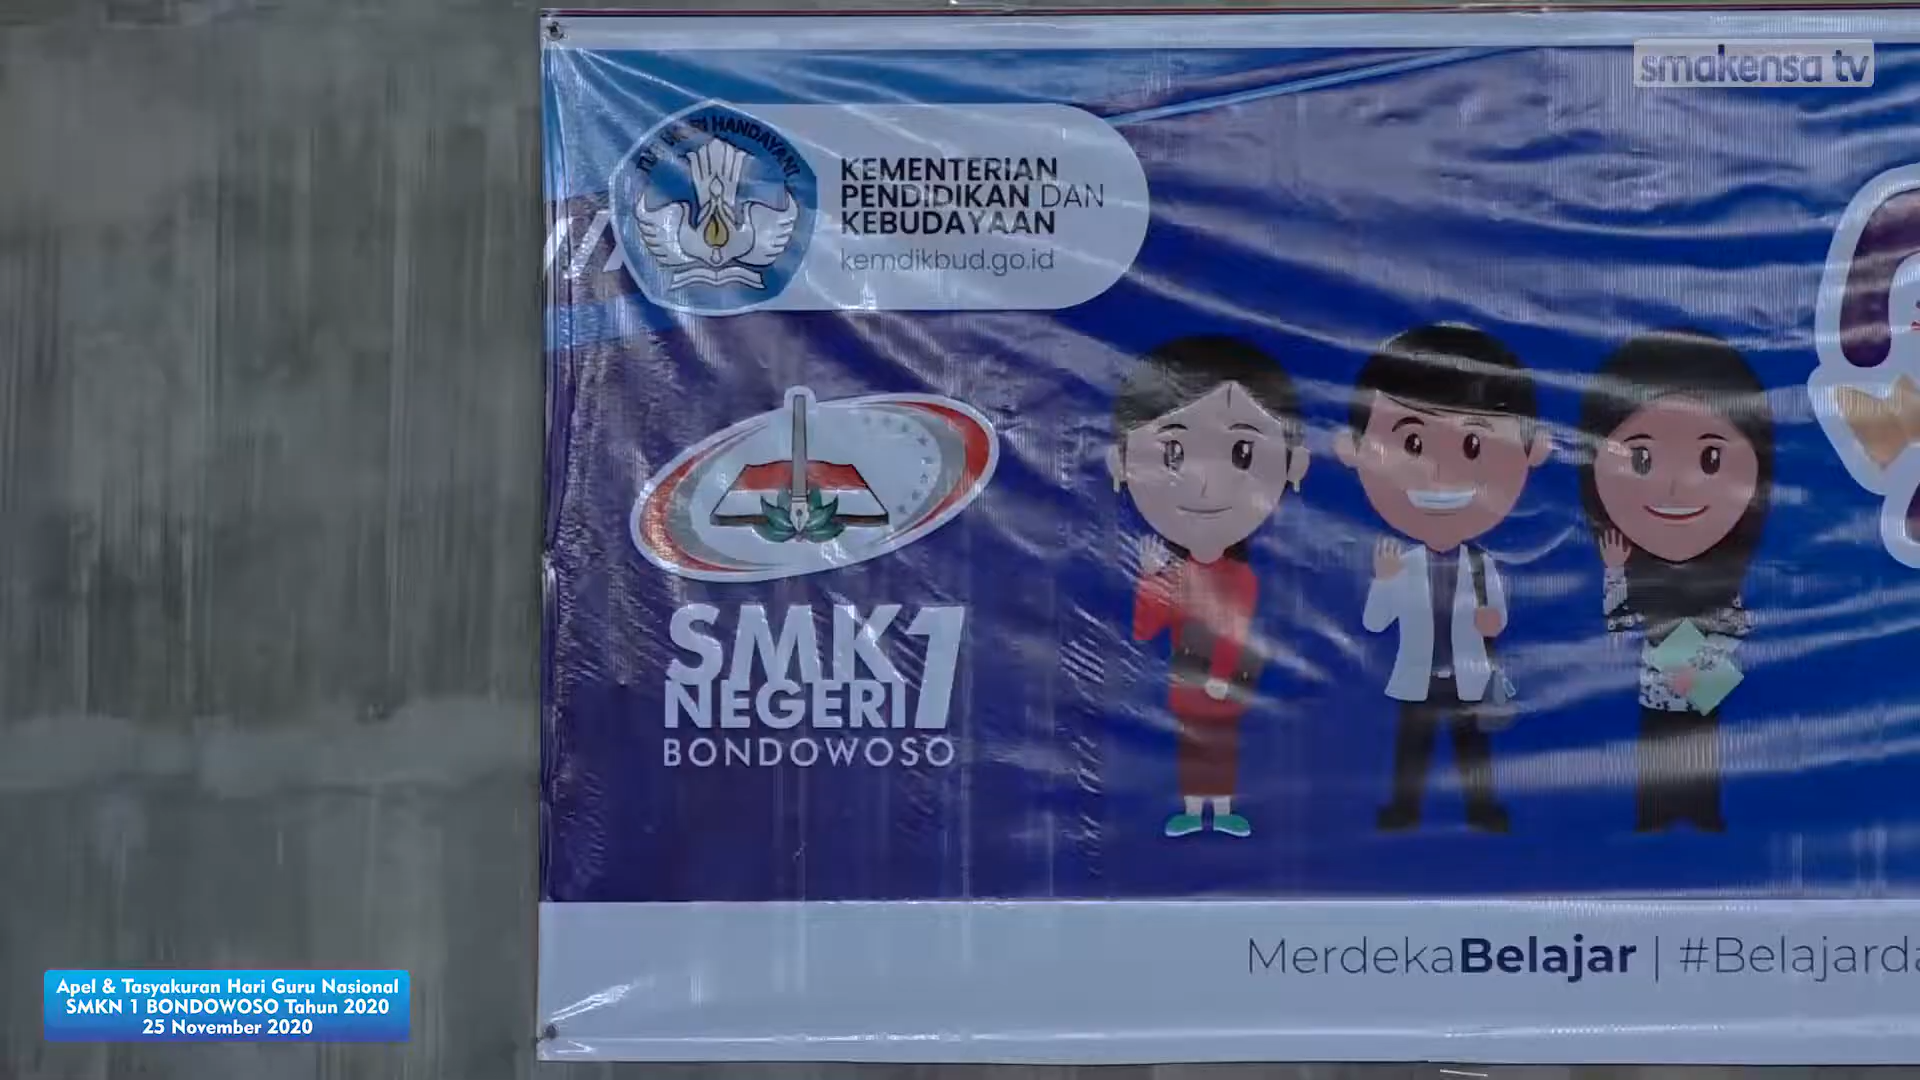 smakensa tv
TUT WURI HANDAYANI
KEMENTERIAN
PENDIDIKAN DAN
KEBUDAYAAN
kemdikbud.go.id
SMK 1
NEGERI
BONDOWOSO
MerdekaBelajar | #Belajarda
Apel & Tasyakuran Hari Guru Nasional
SMKN 1 BONDOWOSO Tahun 2020
25 November 2020